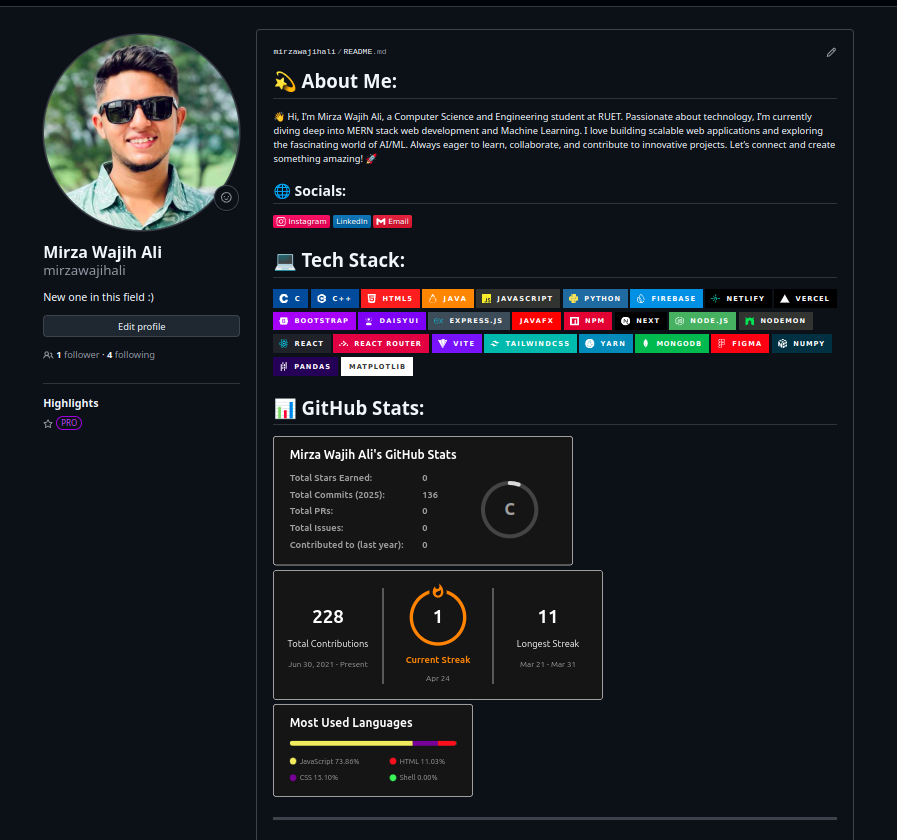 Mirza Wajih Ali
mirzawajihali
New one in this field :)
Edit profile
1 follower · 4 following
Highlights
PRO
mirzawajihali/README.md
💫 About Me:
👋 Hi, I'm Mirza Wajih Ali, a Computer Science and Engineering student at RUET. Passionate about technology, I'm currently
diving deep into MERN stack web development and Machine Learning. I love building scalable web applications and exploring
the fascinating world of AI/ML. Always eager to learn, collaborate, and contribute to innovative projects. Let's connect and create
something amazing! 🚀
🌐 Socials:
Instagram LinkedIn Email
💻 Tech Stack:
C C++ HTML5 JAVA JAVASCRIPT PYTHON FIREBASE NETLIFY VERCEL
BOOTSTRAP DAISYUI EXPRESS.JS JAVAFX NPM NEXT NODE.JS NODEMON
REACT REACT ROUTER VITE TAILWINDCSS YARN MONGODB FIGMA NUMPY
PANDAS MATPLOTLIB
📊 GitHub Stats:
Mirza Wajih Ali's GitHub Stats
Total Stars Earned: 0
Total Commits (2025): 136
Total PRs: 0
Total Issues: 0
Contributed to (last year): 0
C
228
Total Contributions
Jun 30, 2021 - Present
1
Current Streak
Apr 24
11
Longest Streak
Mar 21 - Mar 31
Most Used Languages
JavaScript 73.86% HTML 11.03%
CSS 15.10% Shell 0.00%